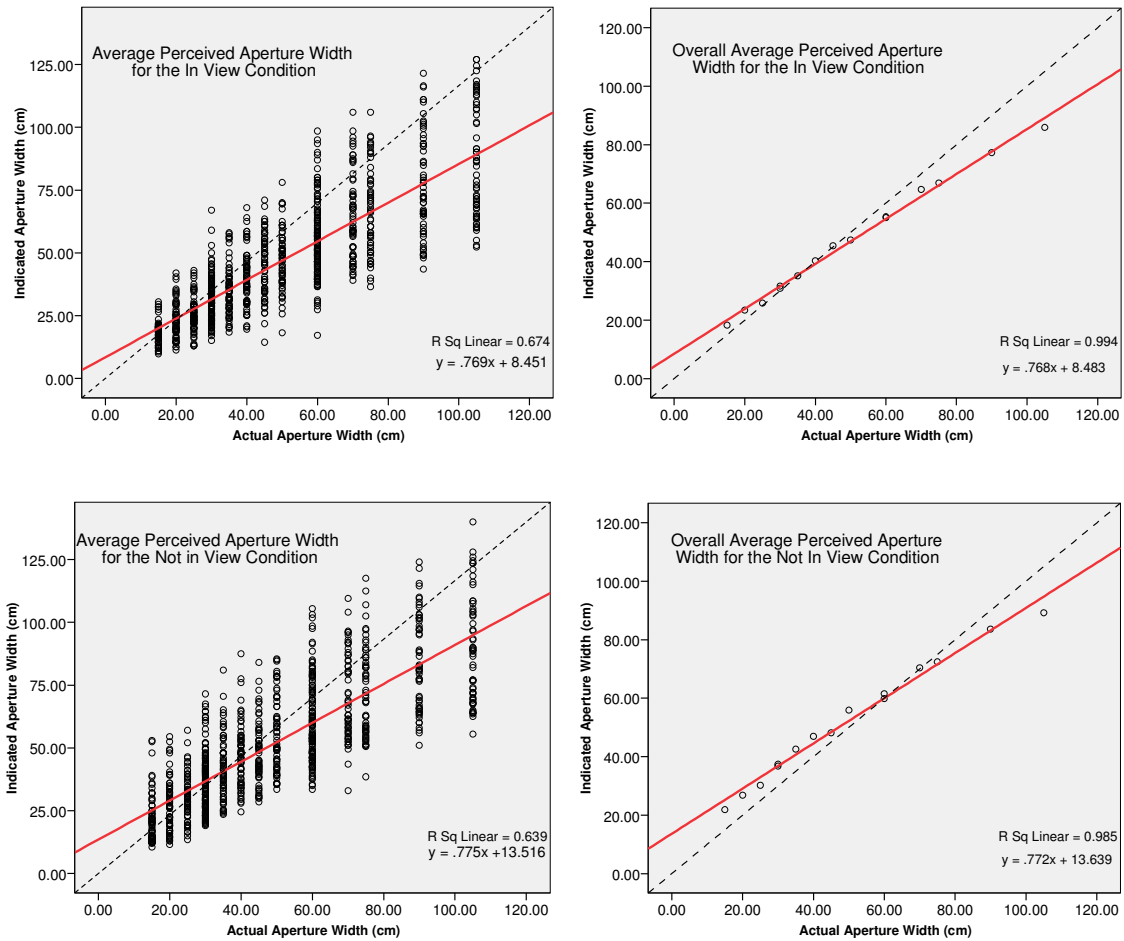 Average Perceived Aperture Width
for the In View Condition
Indicated Aperture Width (cm)
125.00
100.00
75.00
50.00
25.00
0.00
R Sq Linear = 0.674
y = .769x + 8.451
0.00 20.00 40.00 60.00 80.00 100.00 120.00
Actual Aperture Width (cm)
Overall Average Perceived Aperture
Width for the In View Condition
Indicated Aperture Width (cm)
120.00
100.00
80.00
60.00
40.00
20.00
0.00
R Sq Linear = 0.994
y = .768x + 8.483
0.00 20.00 40.00 60.00 80.00 100.00 120.00
Actual Aperture Width (cm)
Average Perceived Aperture Width
for the Not in View Condition
Indicated Aperture Width (cm)
125.00
100.00
75.00
50.00
25.00
0.00
R Sq Linear = 0.639
y = .775x +13.516
0.00 20.00 40.00 60.00 80.00 100.00 120.00
Actual Aperture Width (cm)
Overall Average Perceived Aperture
Width for the Not In View Condition
Indicated Aperture Width (cm)
120.00
100.00
80.00
60.00
40.00
20.00
0.00
R Sq Linear = 0.985
y = .772x + 13.639
0.00 20.00 40.00 60.00 80.00 100.00 120.00
Actual Aperture Width (cm)